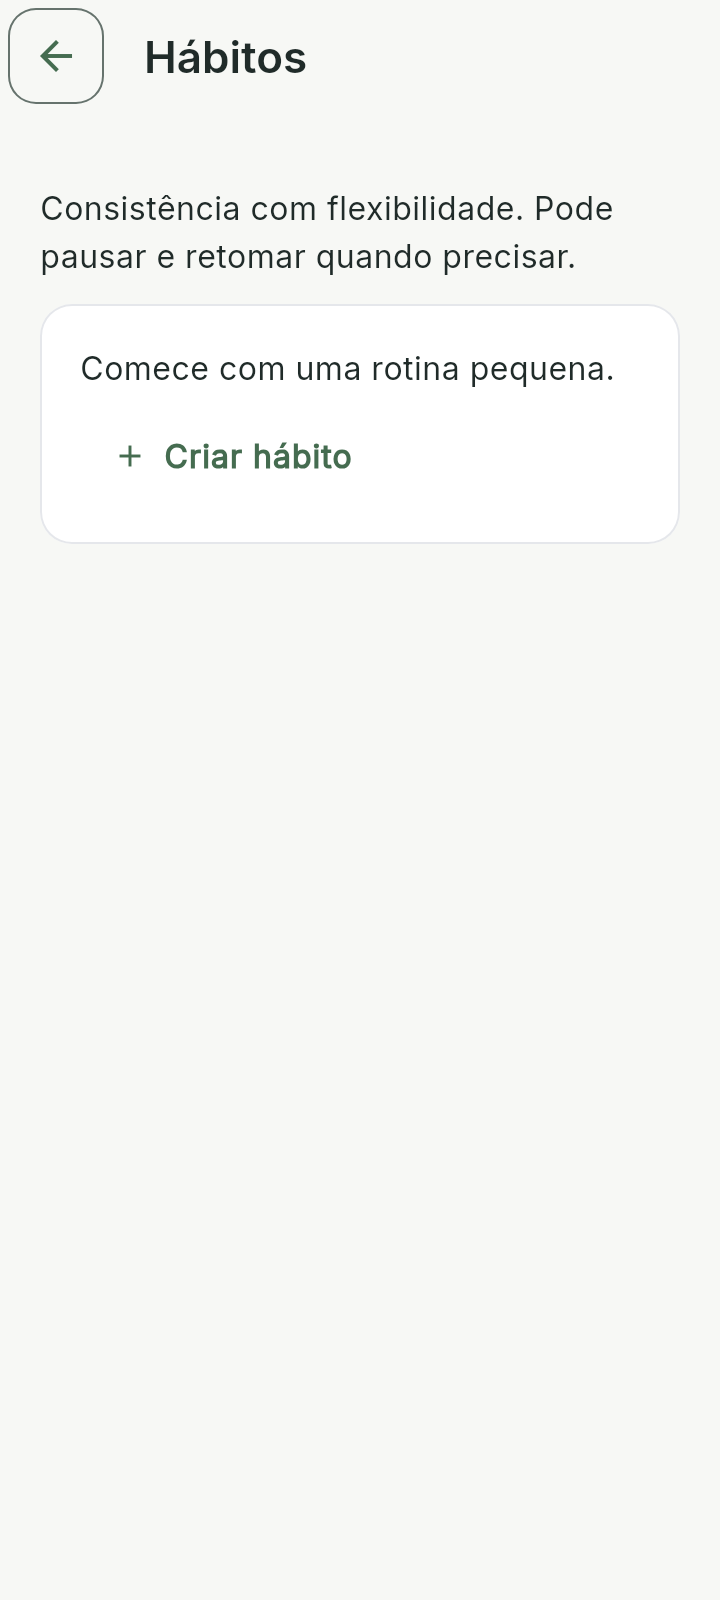 Hábitos
Consistência com flexibilidade. Pode
pausar e retomar quando precisar.
Comece com uma rotina pequena.
+ Criar hábito